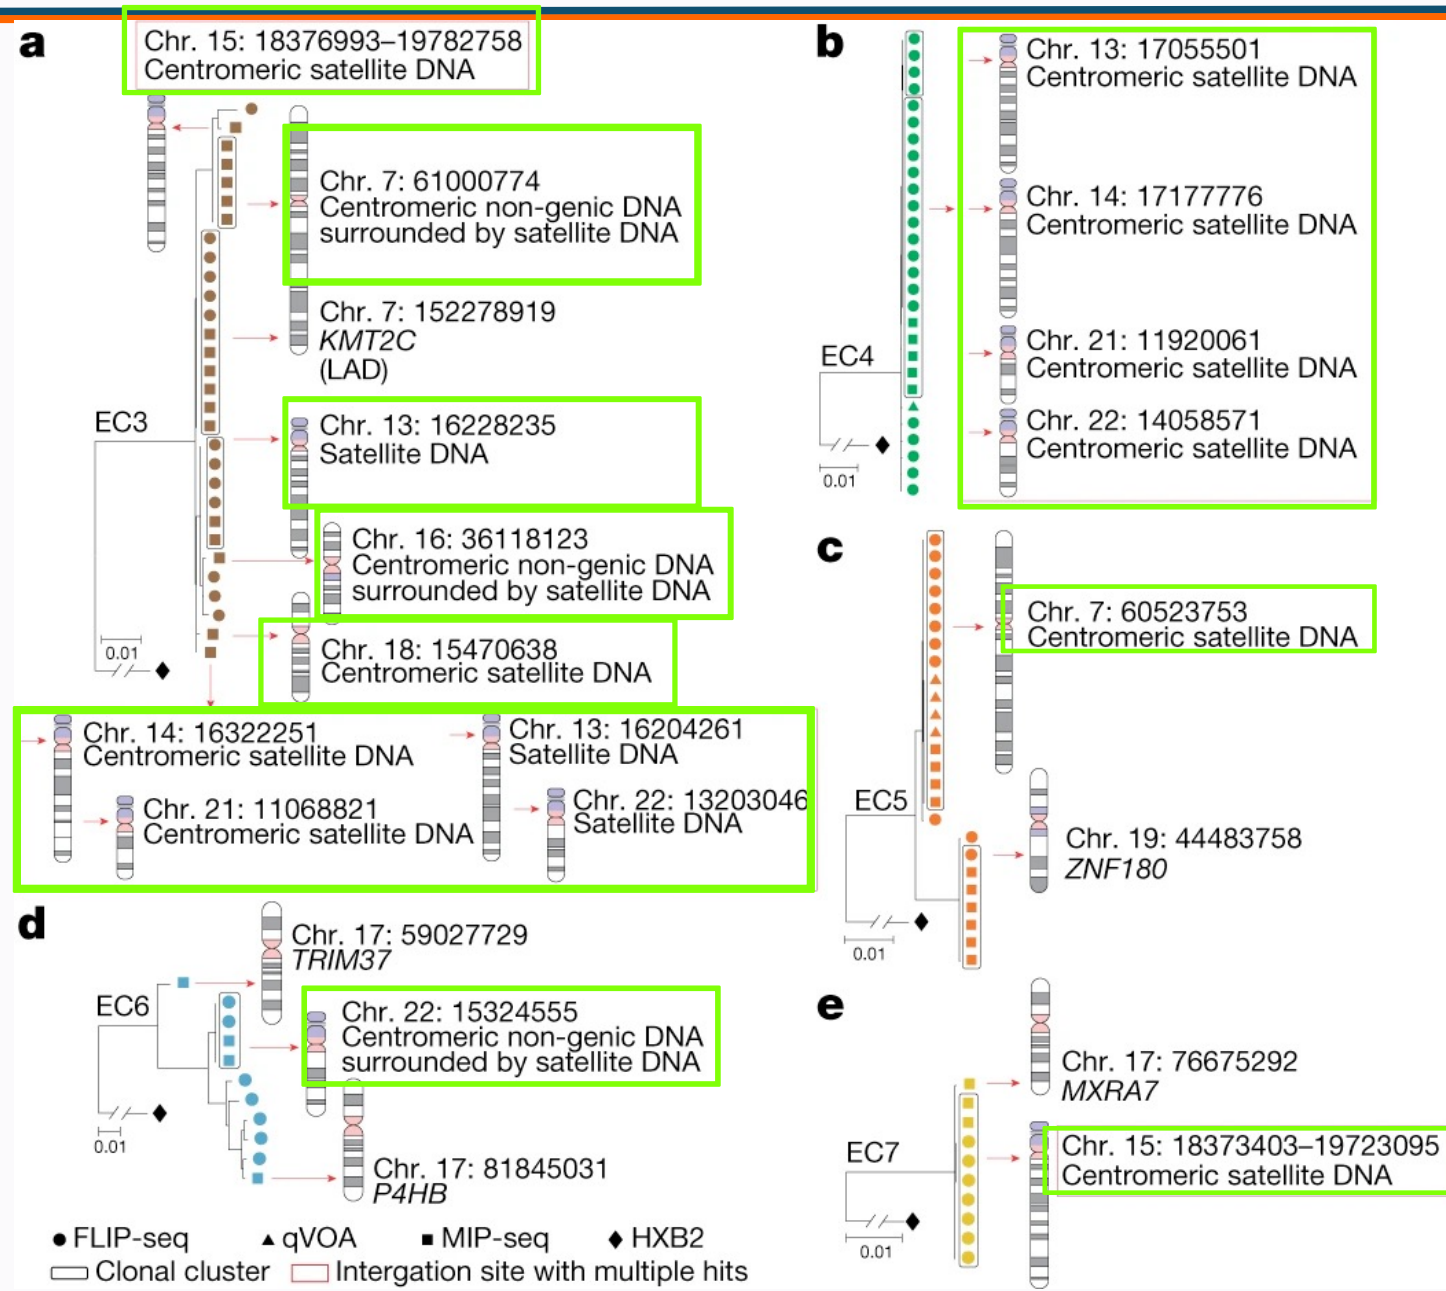 a
Chr. 15: 18376993–19782758
Centromeric satellite DNA
Chr. 7: 61000774
Centromeric non-genic DNA
surrounded by satellite DNA
Chr. 7: 152278919
KMT2C
(LAD)
EC3
Chr. 13: 16228235
Satellite DNA
Chr. 16: 36118123
Centromeric non-genic DNA
surrounded by satellite DNA
0.01
Chr. 18: 15470638
Centromeric satellite DNA
Chr. 14: 16322251
Centromeric satellite DNA
Chr. 13: 16204261
Satellite DNA
Chr. 21: 11068821
Centromeric satellite DNA
Chr. 22: 13203046
Satellite DNA
b
Chr. 13: 17055501
Centromeric satellite DNA
Chr. 14: 17177776
Centromeric satellite DNA
Chr. 21: 11920061
Centromeric satellite DNA
EC4
Chr. 22: 14058571
Centromeric satellite DNA
0.01
c
Chr. 7: 60523753
Centromeric satellite DNA
EC5
Chr. 19: 44483758
ZNF180
0.01
d
Chr. 17: 59027729
TRIM37
EC6
Chr. 22: 15324555
Centromeric non-genic DNA
surrounded by satellite DNA
0.01
Chr. 17: 81845031
P4HB
e
Chr. 17: 76675292
MXRA7
EC7
Chr. 15: 18373403–19723095
Centromeric satellite DNA
0.01
FLIP-seq qVOA MIP-seq HXB2
Clonal cluster Intergation site with multiple hits